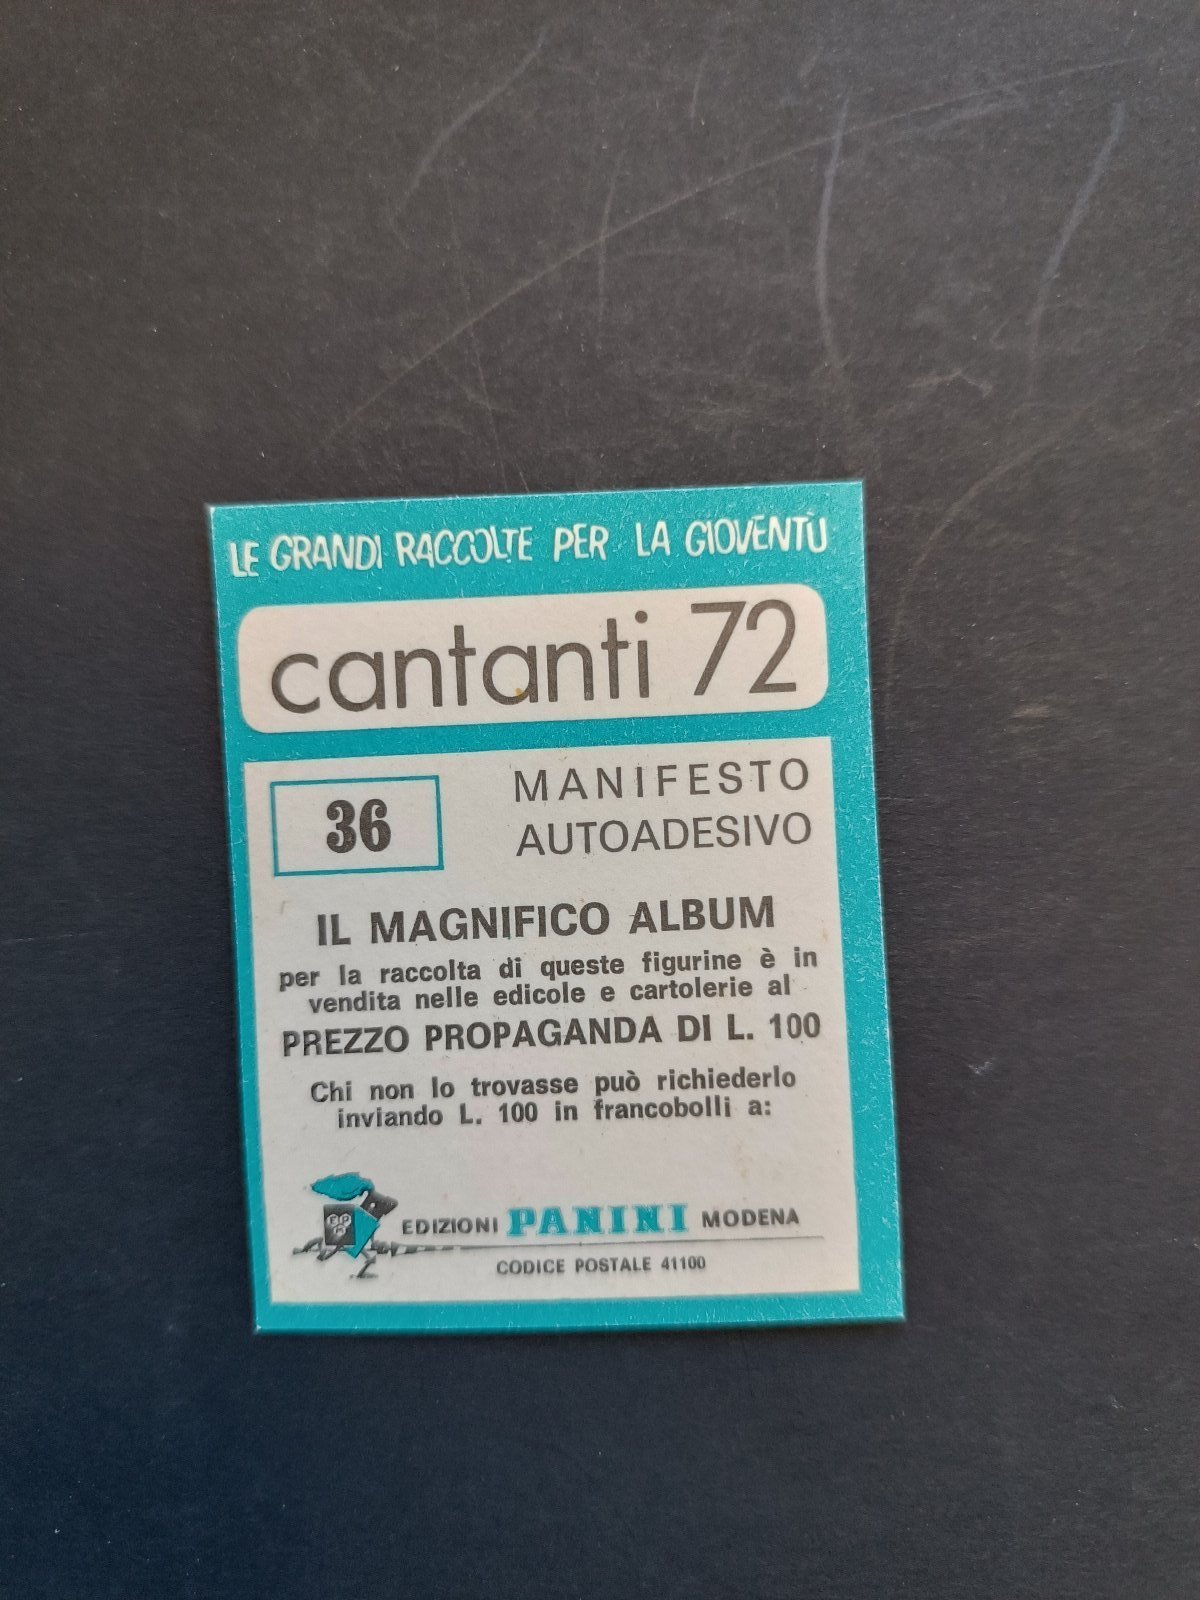 LE GRANDI RACCOLTE PER LA GIOVENTÙ
cantanti 72
36
MANIFESTO
AUTOADESIVO
IL MAGNIFICO ALBUM
per la raccolta di queste figurine è in
vendita nelle edicole e cartolerie al
PREZZO PROPAGANDA DI L. 100
Chi non lo trovasse può richiederlo
inviando L. 100 in francobolli a:
EDIZIONI PANINI MODENA
CODICE POSTALE 41100